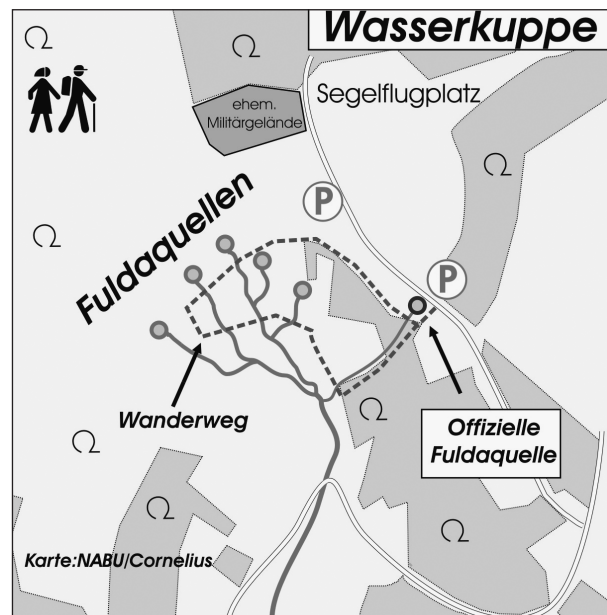 Wasserkuppe
Segelflugplatz
ehem.
Militärgelände
P
Fuldaquellen
P
Wanderweg
Offizielle
Fuldaquelle
Karte:NABU/Cornelius